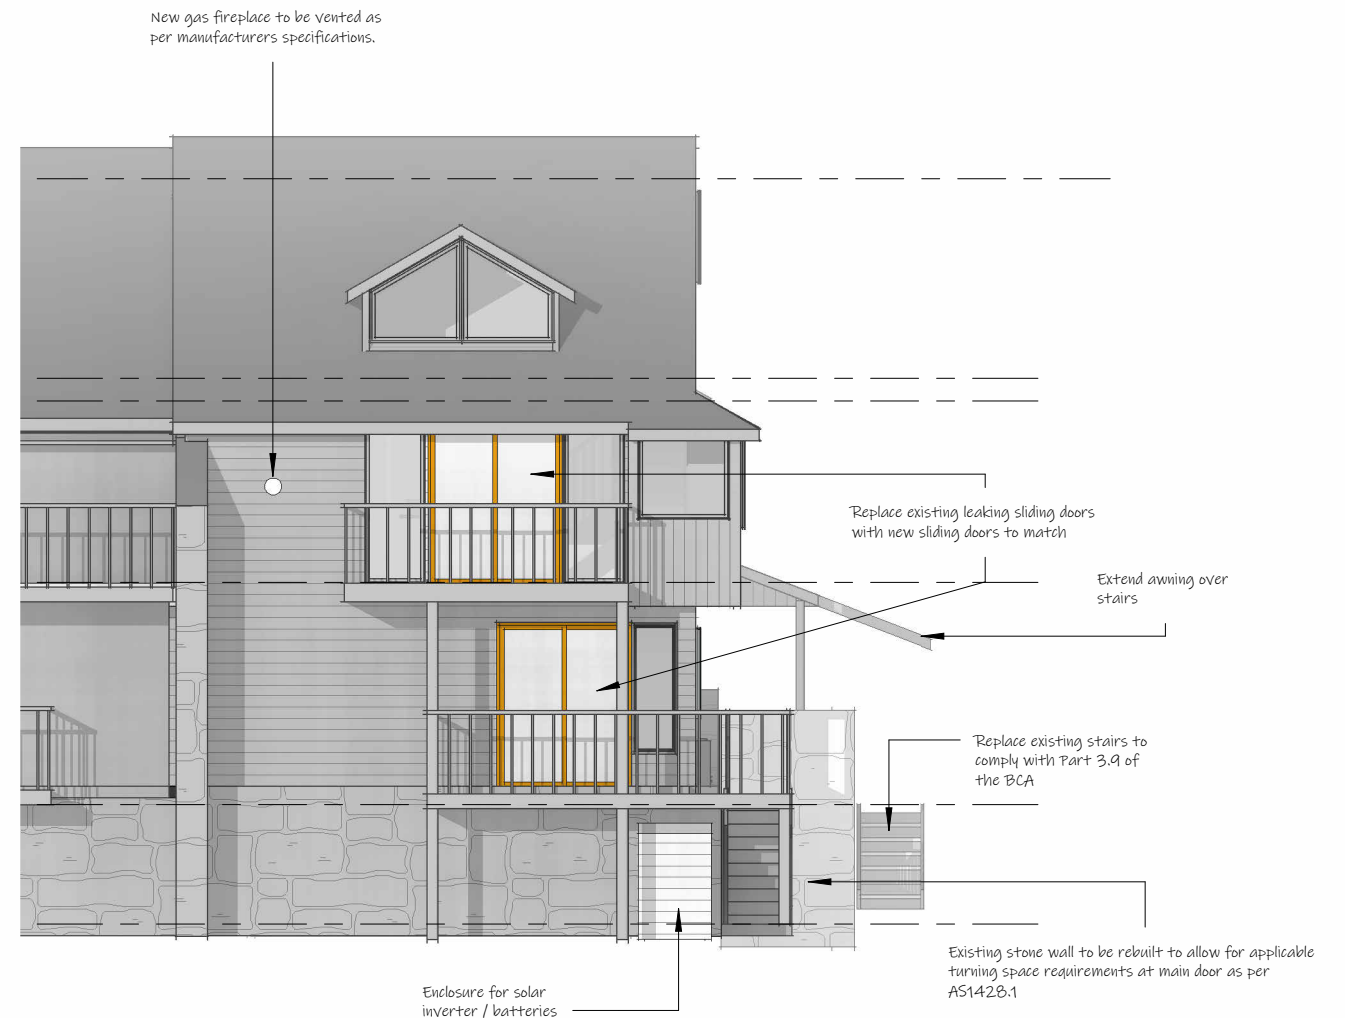 New gas fireplace to be vented as
per manufacturers specifications.
Replace existing leaking sliding doors
with new sliding doors to match
Extend awning over
stairs
Replace existing stairs to
comply with Part 3.9 of
the BCA
Existing stone wall to be rebuilt to allow for applicable
turning space requirements at main door as per
AS1428.1
Enclosure for solar
inverter / batteries